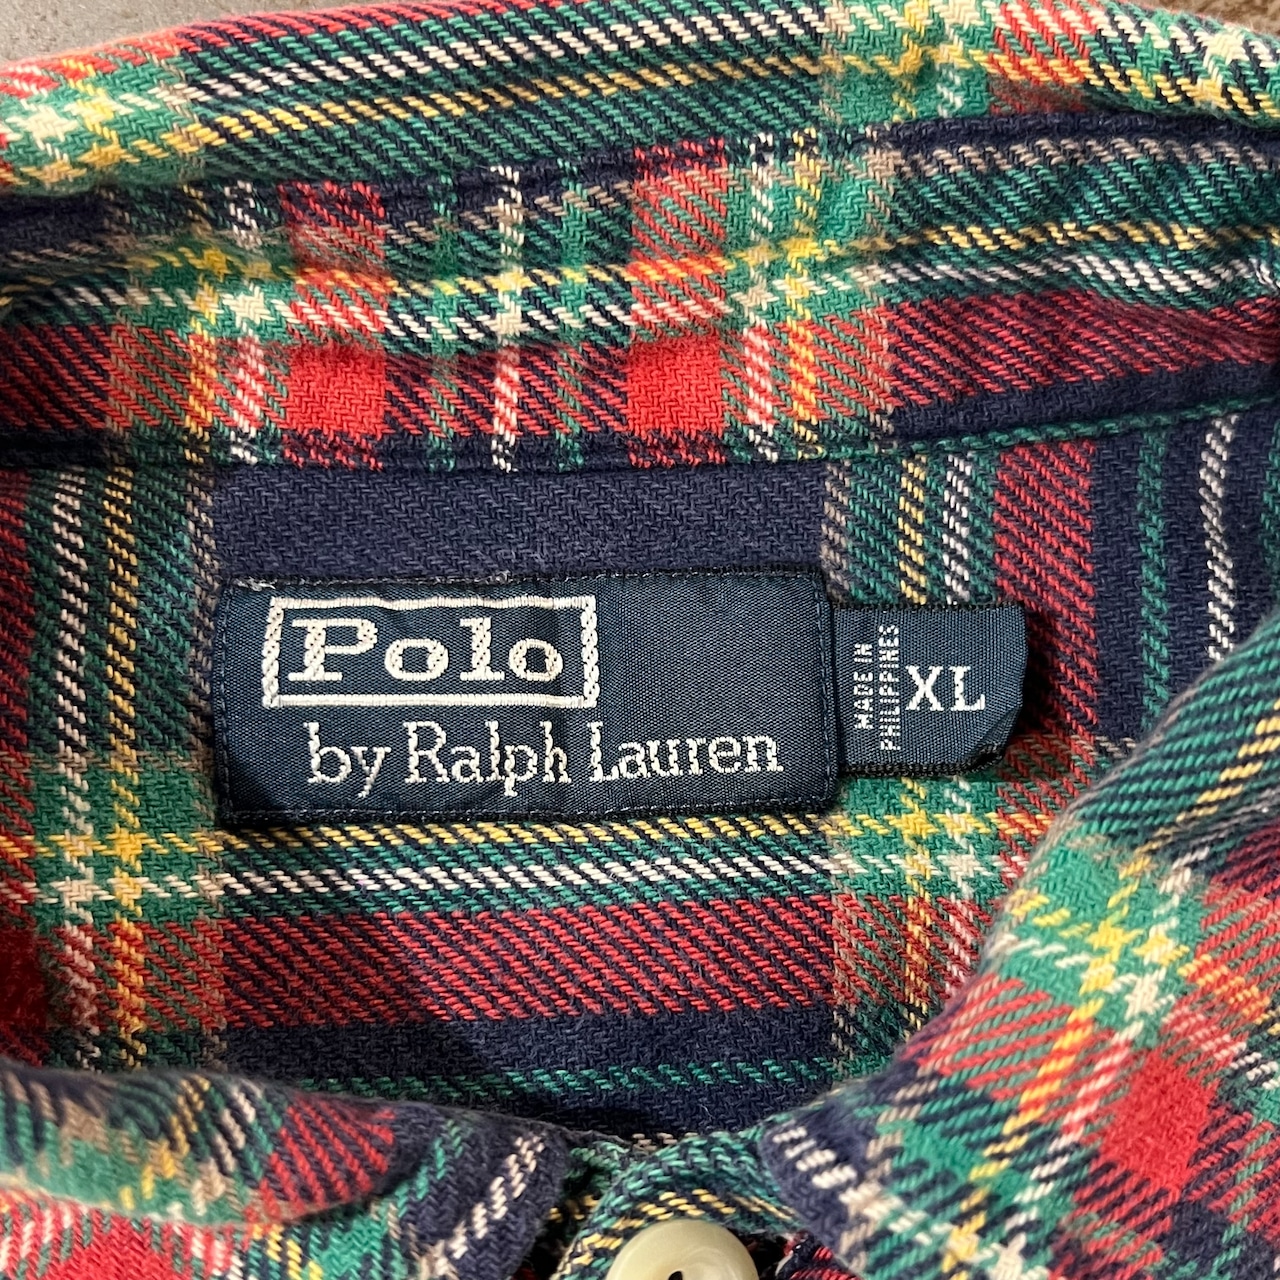 Polo
by Ralph Lauren
MADE IN
PHILIPPINES
XL